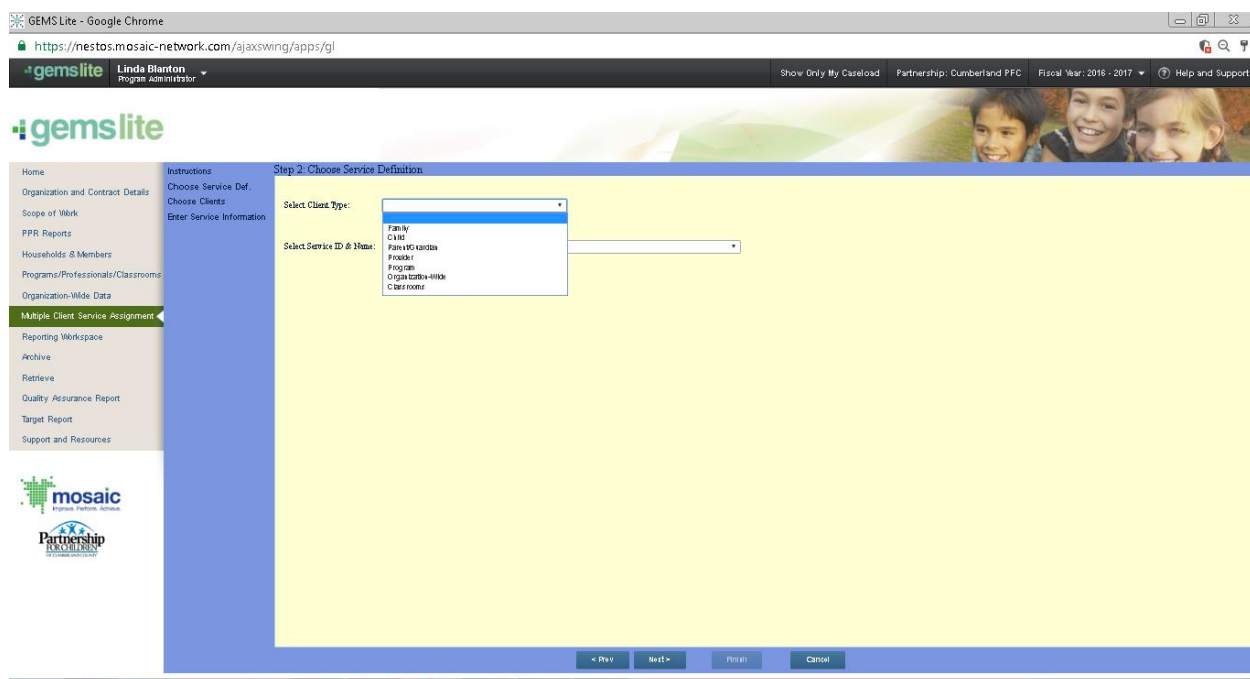 GEMS Lite - Google Chrome
https://nestos.mosaic-network.com/ajaxswing/apps/gl
gemslite Linda Blanton Show Only My Caseload Partnership: Cumberland PFC Fiscal Year: 2016 - 2017 Help and Support
Program Administrator
gemslite
Home
Organization and Contract Details
Scope of Work
PPR Reports
Households & Members
Programs/Professionals/Classrooms
Organization-Wide Data
Multiple Client Service Assignment
Reporting Workspace
Archive
Retrieve
Quality Assurance Report
Target Report
Support and Resources
mosaic
Improve. Perform. Achieve.
Partnership
FOR CHILDREN
OF CUMBERLAND COUNTY
Instructions
Choose Service Def.
Choose Clients
Enter Service Information
Step 2: Choose Service Definition
Select Client Type:
Family
Child
Parent/Guardian
Provider
Program
Organization-Wide
Classrooms
Select Service ID & Name:
< Prev Next > Finish Cancel